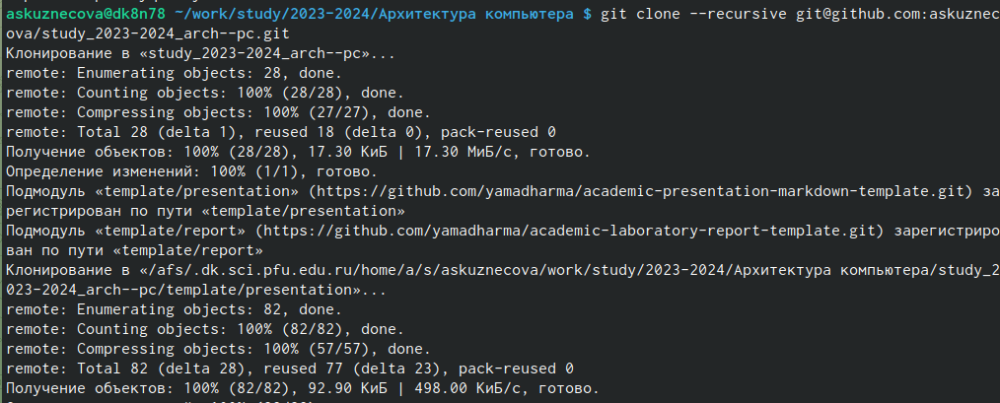 askuznecova@dk8n78 ~/work/study/2023-2024/Архитектура компьютера $ git clone --recursive git@github.com:askuznec
ova/study_2023-2024_arch--pc.git
Клонирование в «study_2023-2024_arch--pc»...
remote: Enumerating objects: 28, done.
remote: Counting objects: 100% (28/28), done.
remote: Compressing objects: 100% (27/27), done.
remote: Total 28 (delta 1), reused 18 (delta 0), pack-reused 0
Получение объектов: 100% (28/28), 17.30 КиБ | 17.30 МиБ/с, готово.
Определение изменений: 100% (1/1), готово.
Подмодуль «template/presentation» (https://github.com/yamadharma/academic-presentation-markdown-template.git) за
регистрирован по пути «template/presentation»
Подмодуль «template/report» (https://github.com/yamadharma/academic-laboratory-report-template.git) зарегистриро
ван по пути «template/report»
Клонирование в «/afs/.dk.sci.pfu.edu.ru/home/a/s/askuznecova/work/study/2023-2024/Архитектура компьютера/study_2
023-2024_arch--pc/template/presentation»...
remote: Enumerating objects: 82, done.
remote: Counting objects: 100% (82/82), done.
remote: Compressing objects: 100% (57/57), done.
remote: Total 82 (delta 28), reused 77 (delta 23), pack-reused 0
Получение объектов: 100% (82/82), 92.90 КиБ | 498.00 КиБ/с, готово.